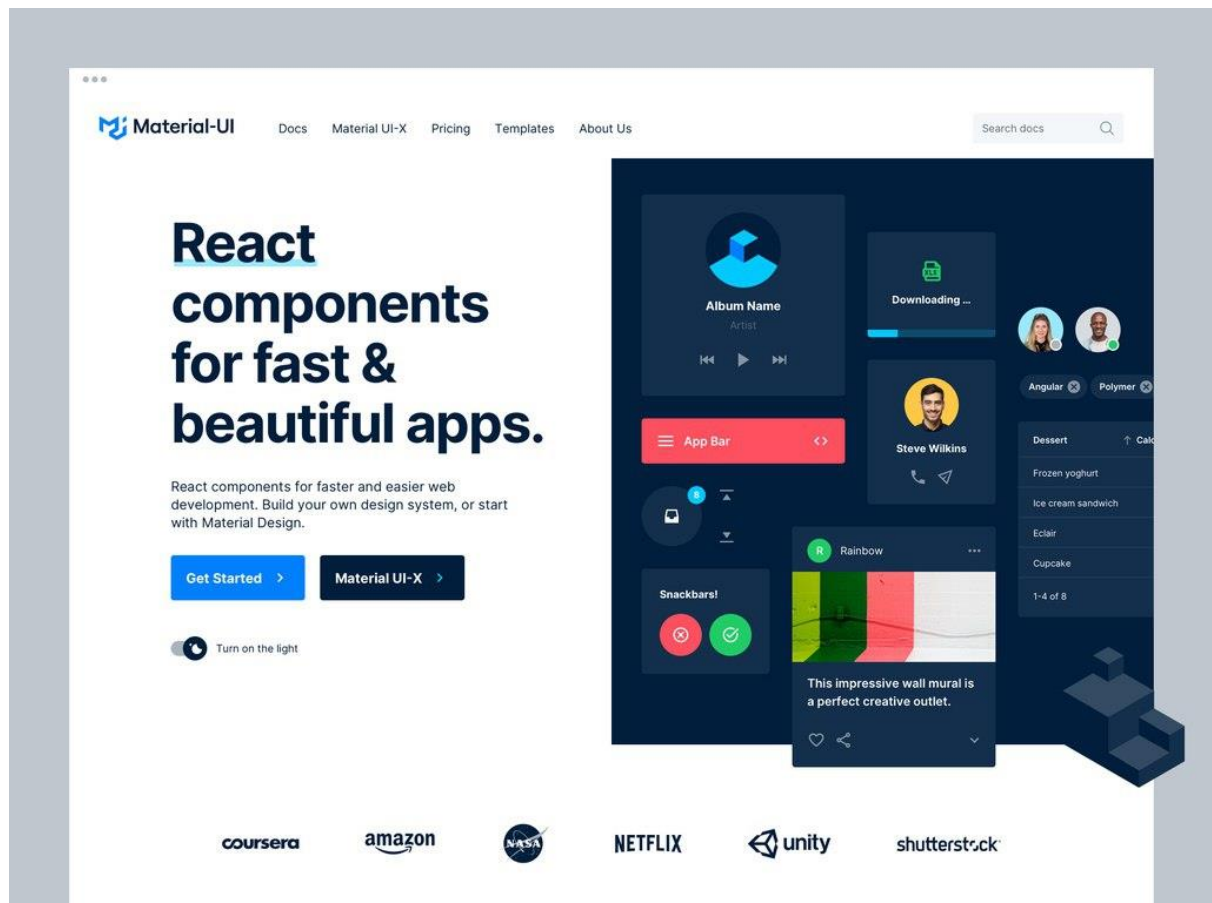 Material-UI
Docs
Material UI-X
Pricing
Templates
About Us
Search docs
React
components
for fast &
beautiful apps.
React components for faster and easier web
development. Build your own design system, or start
with Material Design.
Get Started
Material UI-X
Turn on the light
Album Name
Artist
XLS
Downloading ...
App Bar
Steve Wilkins
8
Snackbars!
R
Rainbow
This impressive wall mural is
a perfect creative outlet.
Angular
Polymer
Dessert
Calc
Frozen yoghurt
Ice cream sandwich
Eclair
Cupcake
1-4 of 8
coursera
amazon
NASA
NETFLIX
unity
shutterstock